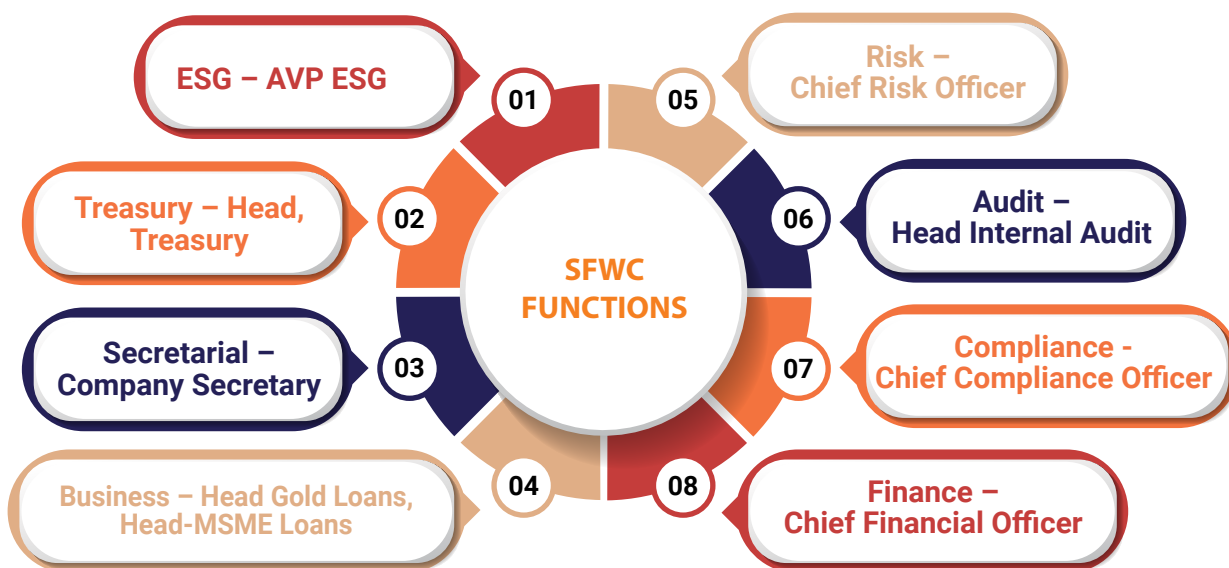 SFWC
FUNCTIONS
01
ESG – AVP ESG
02
Treasury – Head,
Treasury
03
Secretarial –
Company Secretary
04
Business – Head Gold Loans,
Head-MSME Loans
05
Risk –
Chief Risk Officer
06
Audit –
Head Internal Audit
07
Compliance -
Chief Compliance Officer
08
Finance –
Chief Financial Officer